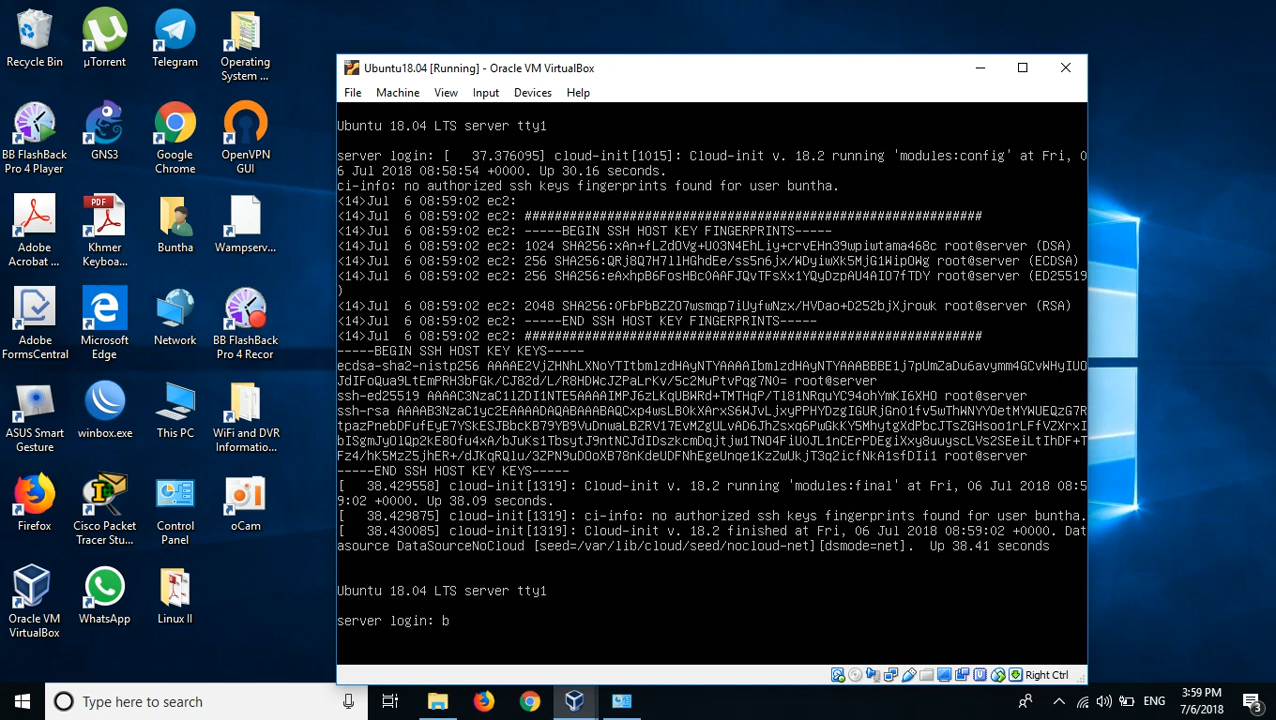 Recycle Bin
µTorrent
Telegram
Operating
System ...
BB FlashBack
Pro 4 Player
GNS3
Google
Chrome
OpenVPN
GUI
Adobe
Acrobat ...
PDF
Khmer
Keyboa...
Buntha
Wampserv...
Adobe
FormsCentral
Microsoft
Edge
Network
BB FlashBack
Pro 4 Recor
ASUS Smart
Gesture
winbox.exe
This PC
WiFi and DVR
Informatio...
Firefox
Cisco Packet
Tracer Stu...
Control
Panel
oCam
Oracle VM
VirtualBox
WhatsApp
Linux II
Ubuntu18.04 [Running] - Oracle VM VirtualBox
File Machine View Input Devices Help
Ubuntu 18.04 LTS server tty1
server login: [   37.376095] cloud-init[1015]: Cloud-init v. 18.2 running 'modules:config' at Fri, 0
6 Jul 2018 08:58:54 +0000. Up 30.16 seconds.
ci-info: no authorized ssh keys fingerprints found for user buntha.
<14>Jul  6 08:59:02 ec2:
<14>Jul  6 08:59:02 ec2: #############################################################
<14>Jul  6 08:59:02 ec2: -----BEGIN SSH HOST KEY FINGERPRINTS-----
<14>Jul  6 08:59:02 ec2: 1024 root@server (DSA)
<14>Jul  6 08:59:02 ec2: 256 root@server (ECDSA)
<14>Jul  6 08:59:02 ec2: 256 root@server (ED25519
)
<14>Jul  6 08:59:02 ec2: 2048 root@server (RSA)
<14>Jul  6 08:59:02 ec2: -----END SSH HOST KEY FINGERPRINTS-----
<14>Jul  6 08:59:02 ec2: #############################################################
-----BEGIN SSH HOST KEY KEYS-----
ecdsa-sha2-nistp256
root@server
ssh-ed25519 root@server
ssh-rsa
root@server
-----END SSH HOST KEY KEYS-----
[   38.429558] cloud-init[1319]: Cloud-init v. 18.2 running 'modules:final' at Fri, 06 Jul 2018 08:5
9:02 +0000. Up 38.09 seconds.
[   38.429875] cloud-init[1319]: ci-info: no authorized ssh keys fingerprints found for user buntha.
[   38.430085] cloud-init[1319]: Cloud-init v. 18.2 finished at Fri, 06 Jul 2018 08:59:02 +0000. Dat
asource DataSourceNoCloud [seed=/var/lib/cloud/seed/nocloud-net][dsmode=net].  Up 38.41 seconds
Ubuntu 18.04 LTS server tty1
server login: b
Right Ctrl
Type here to search
ENG
3:59 PM
7/6/2018
3